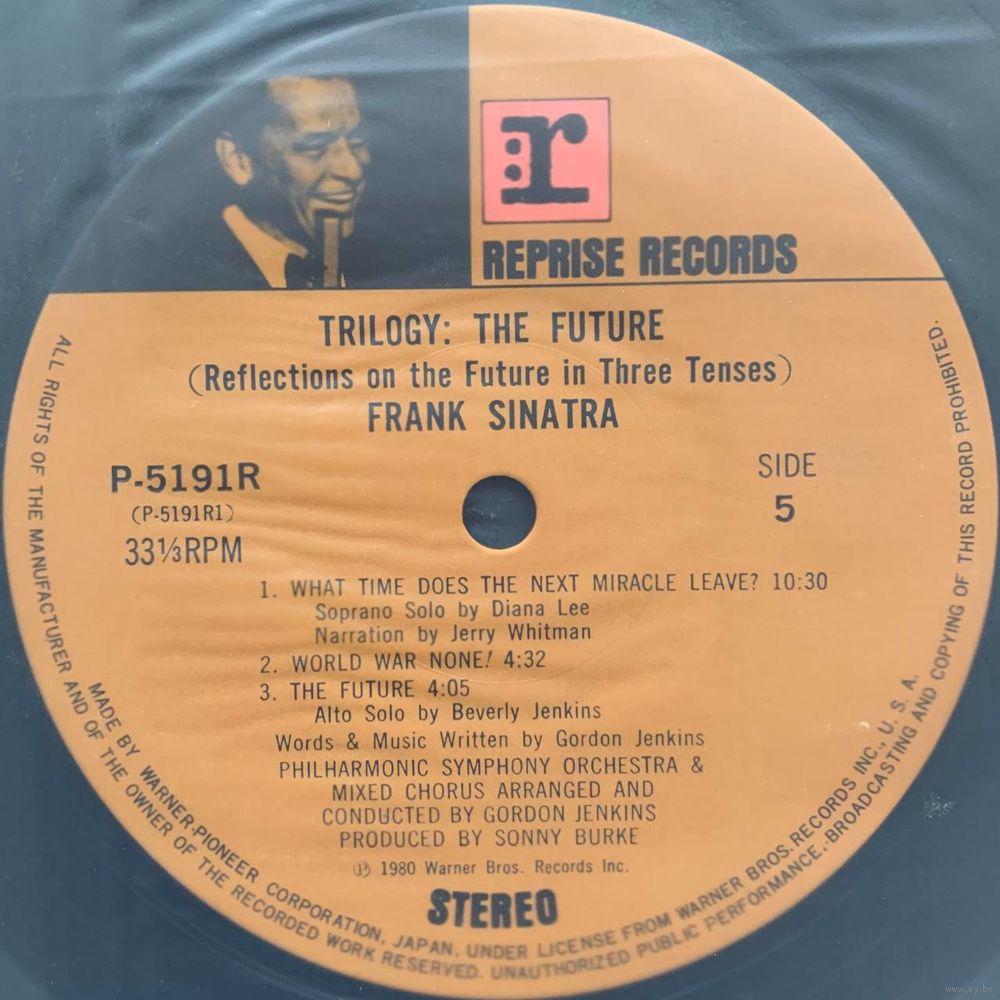 r
REPRISE RECORDS
TRILOGY: THE FUTURE
(Reflections on the Future in Three Tenses)
FRANK SINATRA
P-5191R
(P-5191R1)
33⅓RPM
SIDE
5
1. WHAT TIME DOES THE NEXT MIRACLE LEAVE? 10:30
Soprano Solo by Diana Lee
Narration by Jerry Whitman
2. WORLD WAR NONE! 4:32
3. THE FUTURE 4:05
Alto Solo by Beverly Jenkins
Words & Music Written by Gordon Jenkins
PHILHARMONIC SYMPHONY ORCHESTRA &
MIXED CHORUS ARRANGED AND
CONDUCTED BY GORDON JENKINS
PRODUCED BY SONNY BURKE
℗ 1980 Warner Bros. Records Inc.
STEREO
MADE BY WARNER-PIONEER CORPORATION, JAPAN, UNDER LICENSE FROM WARNER BROS. RECORDS INC., U. S. A.
ALL RIGHTS OF THE MANUFACTURER AND OF THE OWNER OF THE RECORDED WORK RESERVED. UNAUTHORIZED PUBLIC PERFORMANCE, BROADCASTING AND COPYING OF THIS RECORD PROHIBITED.
www.ay.by